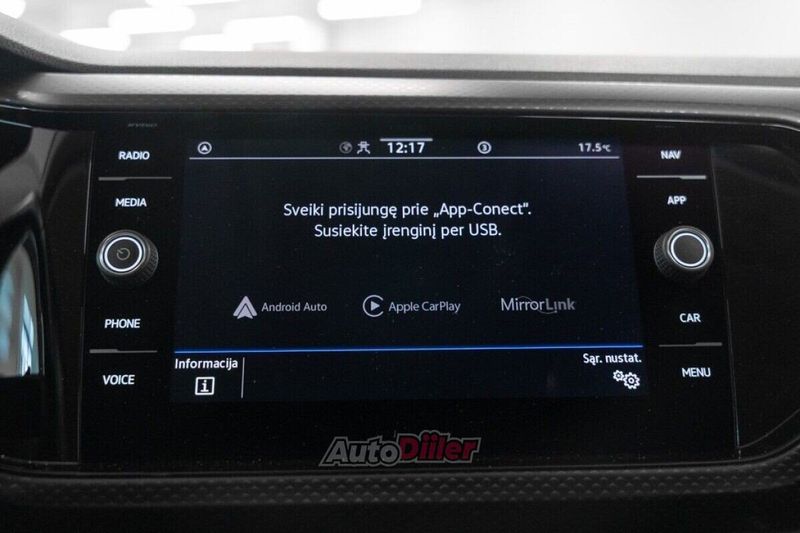 RADIO
MEDIA
PHONE
VOICE
12:17
3
17.5°C
Sveiki prisijungę prie „App-Conect“.
Susiekite įrenginį per USB.
Android Auto
Apple CarPlay
MirrorLink
Informacija
Sąr. nustat.
NAV
APP
CAR
MENU
AutoDiiler